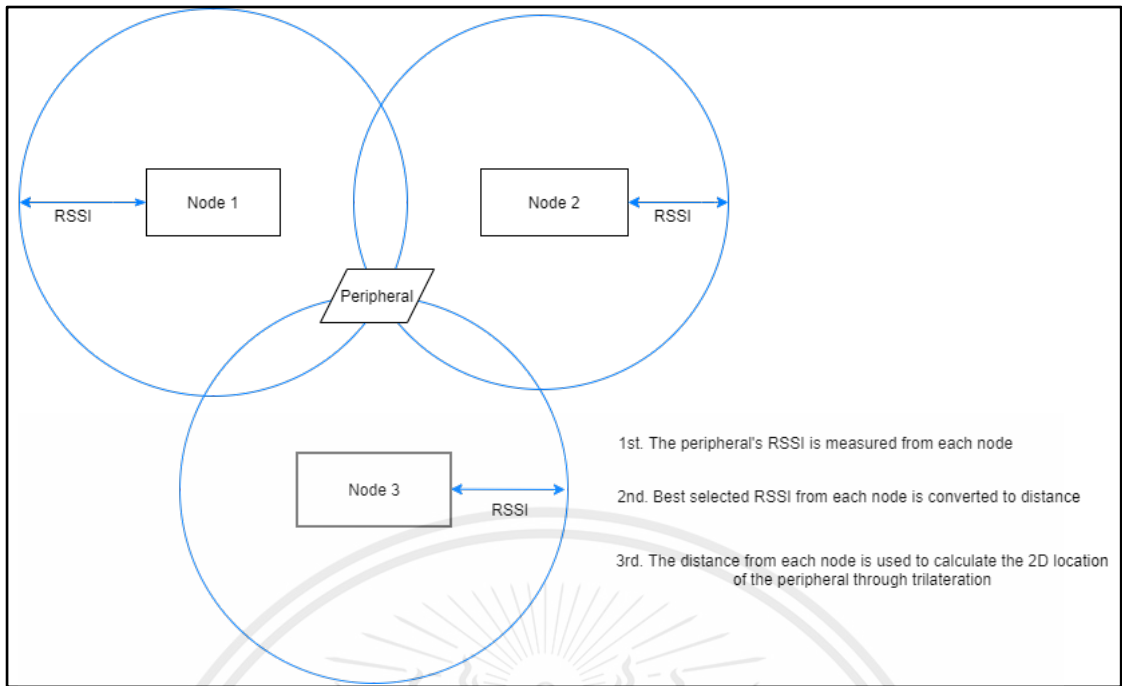 Node 1
Node 2
RSSI
RSSI
Peripheral
Node 3
RSSI
1st. The peripheral's RSSI is measured from each node
2nd. Best selected RSSI from each node is converted to distance
3rd. The distance from each node is used to calculate the 2D location
of the peripheral through trilateration